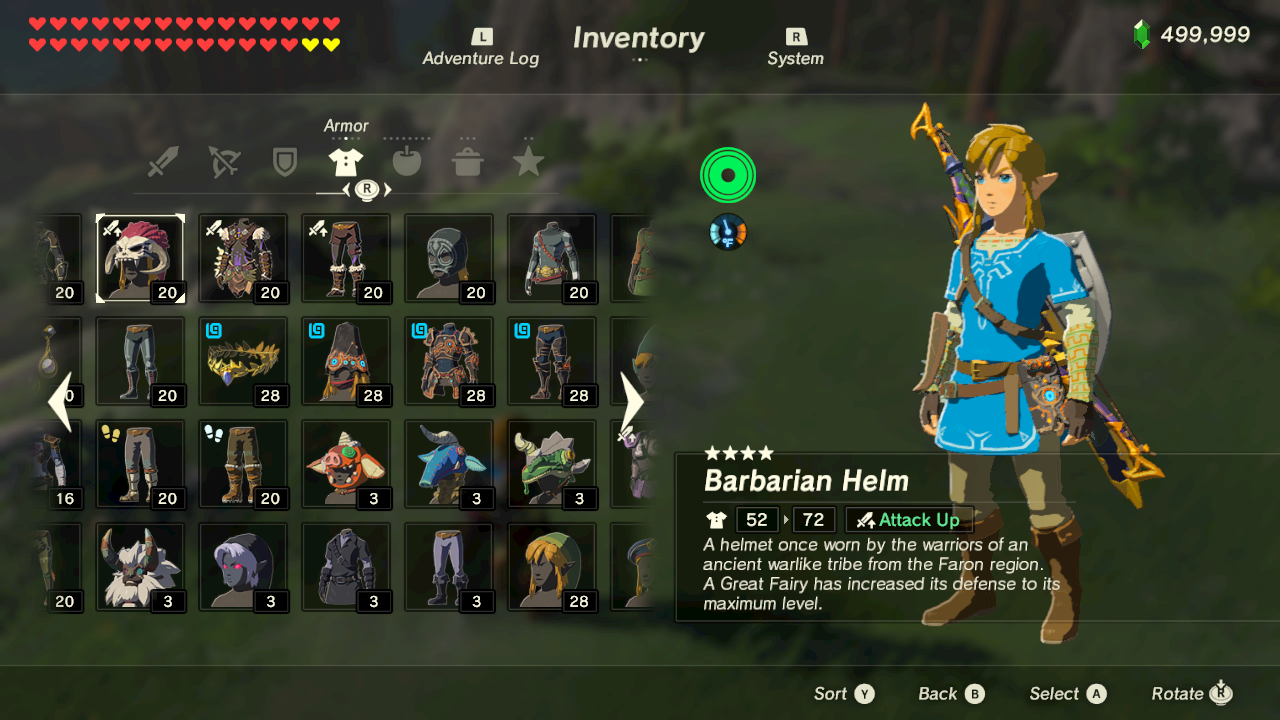 L
Inventory
R
499,999
Adventure Log
System
Armor
R
20
20
20
20
20
20
20
28
28
28
28
16
20
20
3
3
3
20
3
3
3
3
28
Barbarian Helm
52
72
Attack Up
A helmet once worn by the warriors of an
ancient warlike tribe from the Faron region.
A Great Fairy has increased its defense to its
maximum level.
Sort Y
Back B
Select A
Rotate R